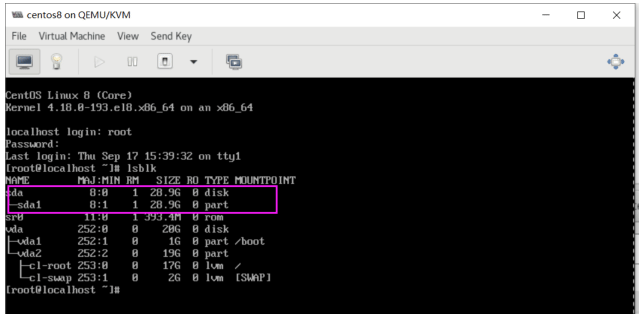 centos8 on QEMU/KVM
File Virtual Machine View Send Key
CentOS Linux 8 (Core)
Kernel 4.18.0-193.el8.x86_64 on an x86_64
localhost login: root
Password:
Last login: Thu Sep 17 15:39:32 on tty1
[root@localhost ~]# lsblk
NAME MAJ:MIN RM SIZE RO TYPE MOUNTPOINT
sda 8:0 1 28.9G 0 disk
└─sda1 8:1 1 28.9G 0 part
sr0 11:0 1 393.4M 0 rom
vda 252:0 0 20G 0 disk
├─vda1 252:1 0 1G 0 part /boot
└─vda2 252:2 0 19G 0 part
├─cl-root 253:0 0 17G 0 lvm /
└─cl-swap 253:1 0 2G 0 lvm [SWAP]
[root@localhost ~]#